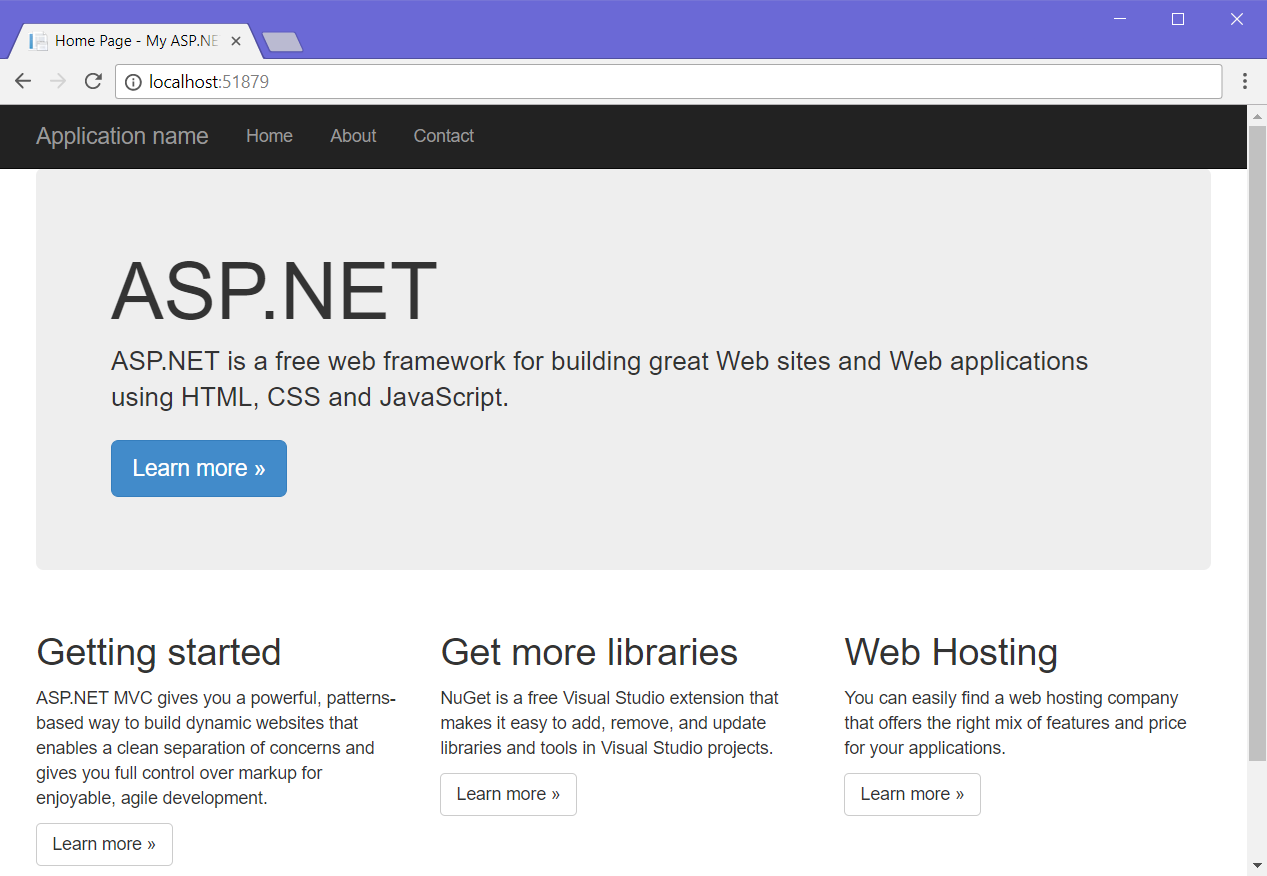 Home Page - My ASP.NE
localhost:51879
Application name Home About Contact
ASP.NET
ASP.NET is a free web framework for building great Web sites and Web applications
using HTML, CSS and JavaScript.
Learn more »
Getting started
ASP.NET MVC gives you a powerful, patterns-
based way to build dynamic websites that
enables a clean separation of concerns and
gives you full control over markup for
enjoyable, agile development.
Learn more »
Get more libraries
NuGet is a free Visual Studio extension that
makes it easy to add, remove, and update
libraries and tools in Visual Studio projects.
Learn more »
Web Hosting
You can easily find a web hosting company
that offers the right mix of features and price
for your applications.
Learn more »